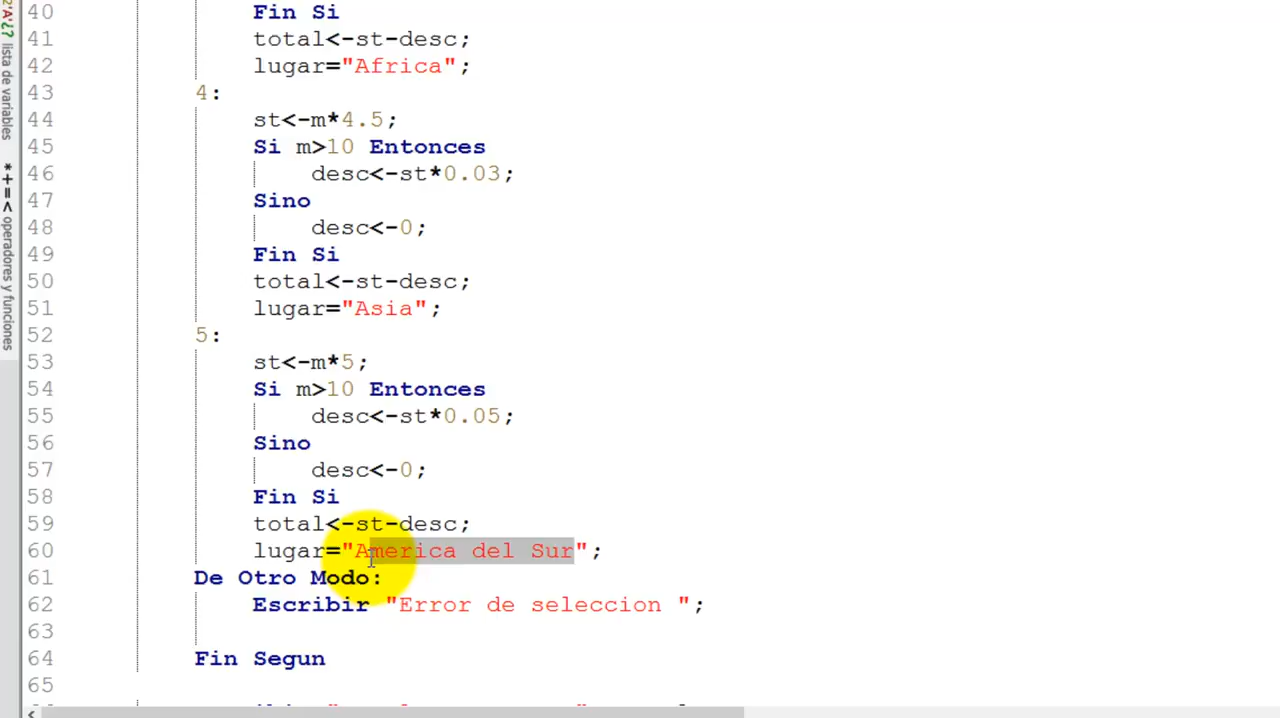 40 Fin Si
41 total<-st-desc;
42 lugar="Africa";
43 4:
44 st<-m*4.5;
45 Si m>10 Entonces
46 desc<-st*0.03;
47 Sino
48 desc<-0;
49 Fin Si
50 total<-st-desc;
51 lugar="Asia";
52 5:
53 st<-m*5;
54 Si m>10 Entonces
55 desc<-st*0.05;
56 Sino
57 desc<-0;
58 Fin Si
59 total<-st-desc;
60 lugar="America del Sur";
61 De Otro Modo:
62 Escribir "Error de seleccion ";
63
64 Fin Segun
65
lista de variables
*+=< operadores y funciones